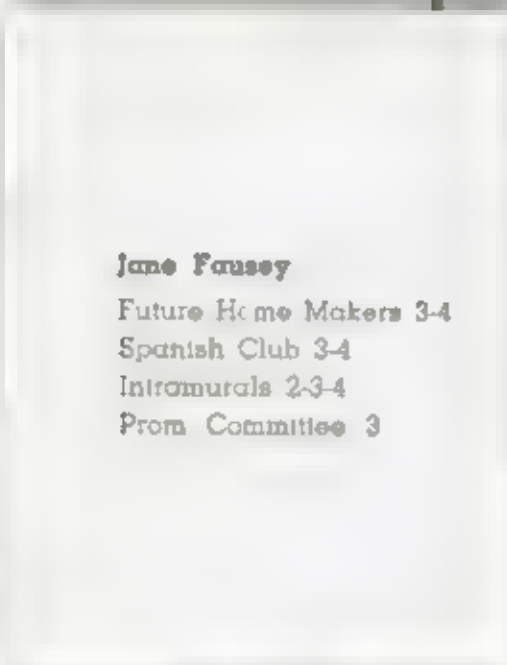 Jane Fausey
Future Home Makers 3-4
Spanish Club 3-4
Intramurals 2-3-4
Prom Committee 3